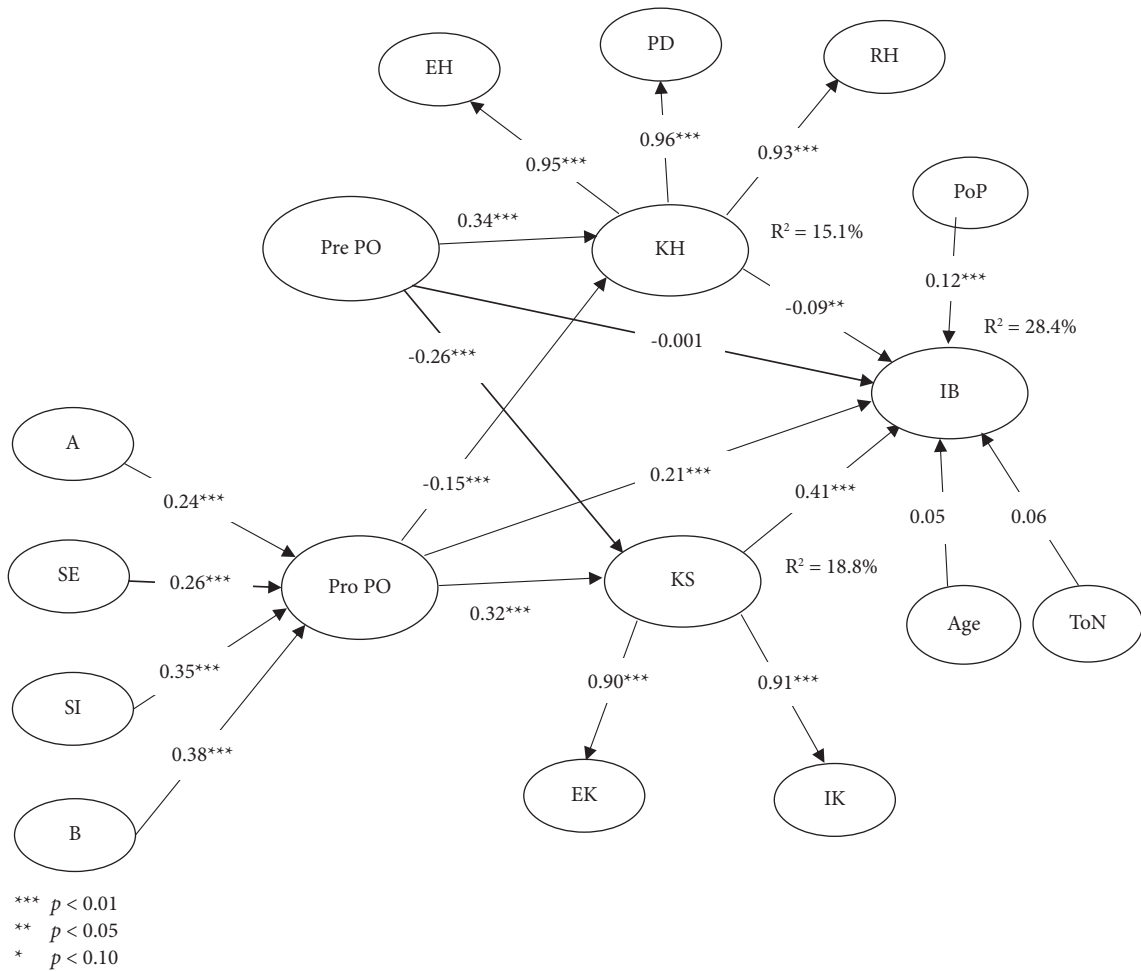 PD
EH
RH
0.96***
0.95***
0.93***
PoP
0.34***
Pre PO
KH
R² = 15.1%
0.12***
-0.09**
R² = 28.4%
-0.001
-0.26***
IB
A
0.21***
-0.15***
0.41***
0.24***
0.05
0.06
SE
0.26***
Pro PO
KS
R² = 18.8%
0.32***
Age
ToN
0.35***
0.90***
0.91***
SI
0.38***
EK
IK
B
*** p < 0.01
** p < 0.05
* p < 0.10